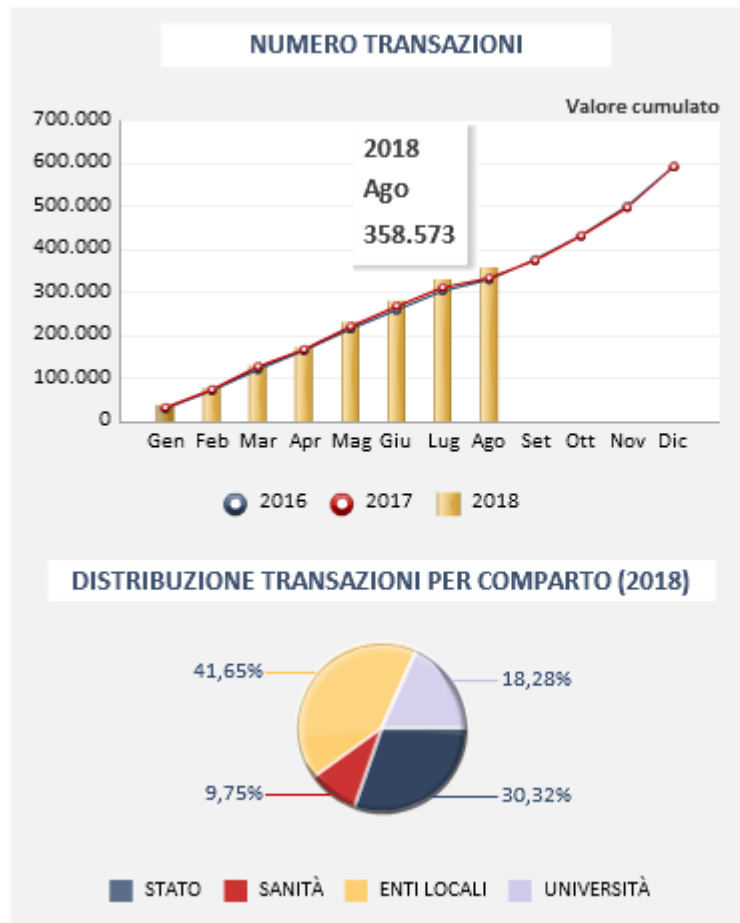 NUMERO TRANSAZIONI
Valore cumulato
700.000
600.000
500.000
400.000
300.000
200.000
100.000
0
2018
Ago
358.573
Gen Feb Mar Apr Mag Giu Lug Ago Set Ott Nov Dic
2016 2017 2018
DISTRIBUZIONE TRANSAZIONI PER COMPARTO (2018)
41,65% 18,28%
9,75% 30,32%
STATO SANITÀ ENTI LOCALI UNIVERSITÀ